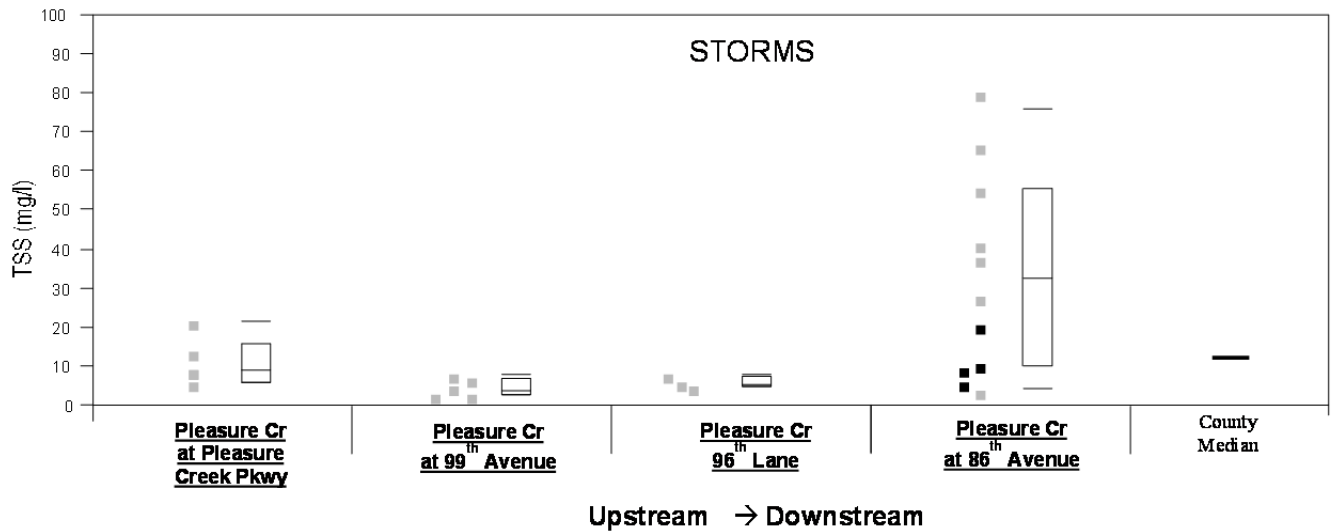 STORMS
TSS (mg/l)
100
90
80
70
60
50
40
30
20
10
0
Pleasure Cr
at Pleasure
Creek Pkwy
Pleasure Cr
at 99th Avenue
Pleasure Cr
96th Lane
Pleasure Cr
at 86th Avenue
County
Median
Upstream → Downstream